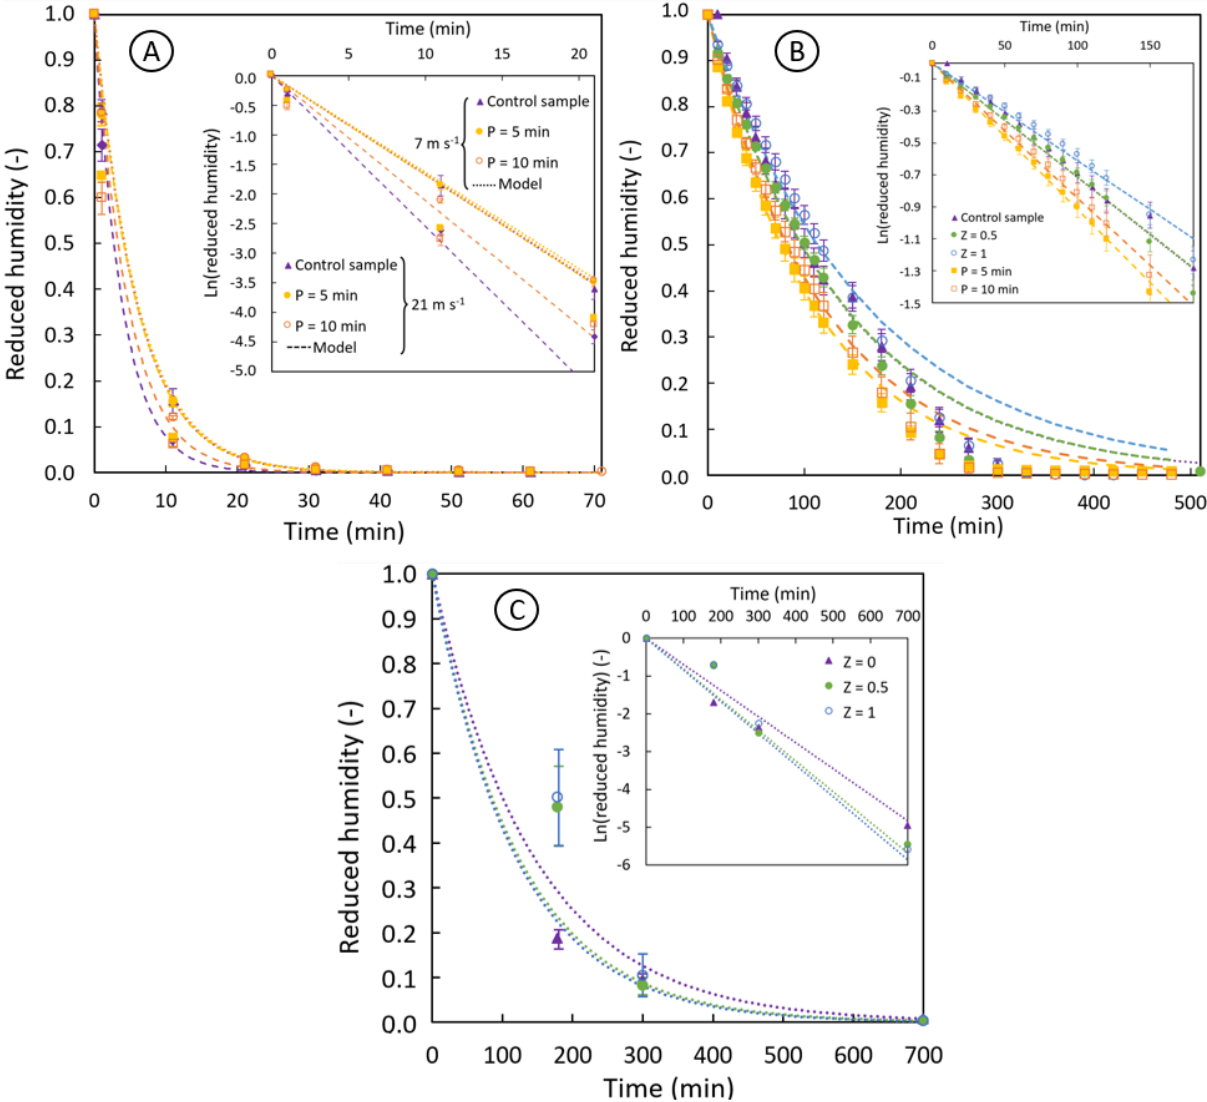 A
1.0
0.9
0.8
0.7
0.6
0.5
0.4
0.3
0.2
0.1
0.0
Reduced humidity (-)
0 10 20 30 40 50 60 70
Time (min)
Time (min)
0 5 10 15 20
0.0
-0.5
-1.0
-1.5
-2.0
-2.5
-3.0
-3.5
-4.0
-4.5
-5.0
Ln(reduced humidity)
Control sample
P = 5 min
P = 10 min
Model
7 m s⁻¹
Control sample
P = 5 min
P = 10 min
Model
21 m s⁻¹
B
1.0
0.9
0.8
0.7
0.6
0.5
0.4
0.3
0.2
0.1
0.0
Reduced humidity (-)
0 100 200 300 400 500
Time (min)
Time (min)
0 50 100 150
-0.1
-0.3
-0.5
-0.7
-0.9
-1.1
-1.3
-1.5
Ln(reduced humidity)
Control sample
Z = 0.5
Z = 1
P = 5 min
P = 10 min
C
1.0
0.9
0.8
0.7
0.6
0.5
0.4
0.3
0.2
0.1
0.0
Reduced humidity (-)
0 100 200 300 400 500 600 700
Time (min)
Time (min)
0 100 200 300 400 500 600 700
0
-1
-2
-3
-4
-5
-6
Ln(reduced humidity) (-)
Z = 0
Z = 0.5
Z = 1